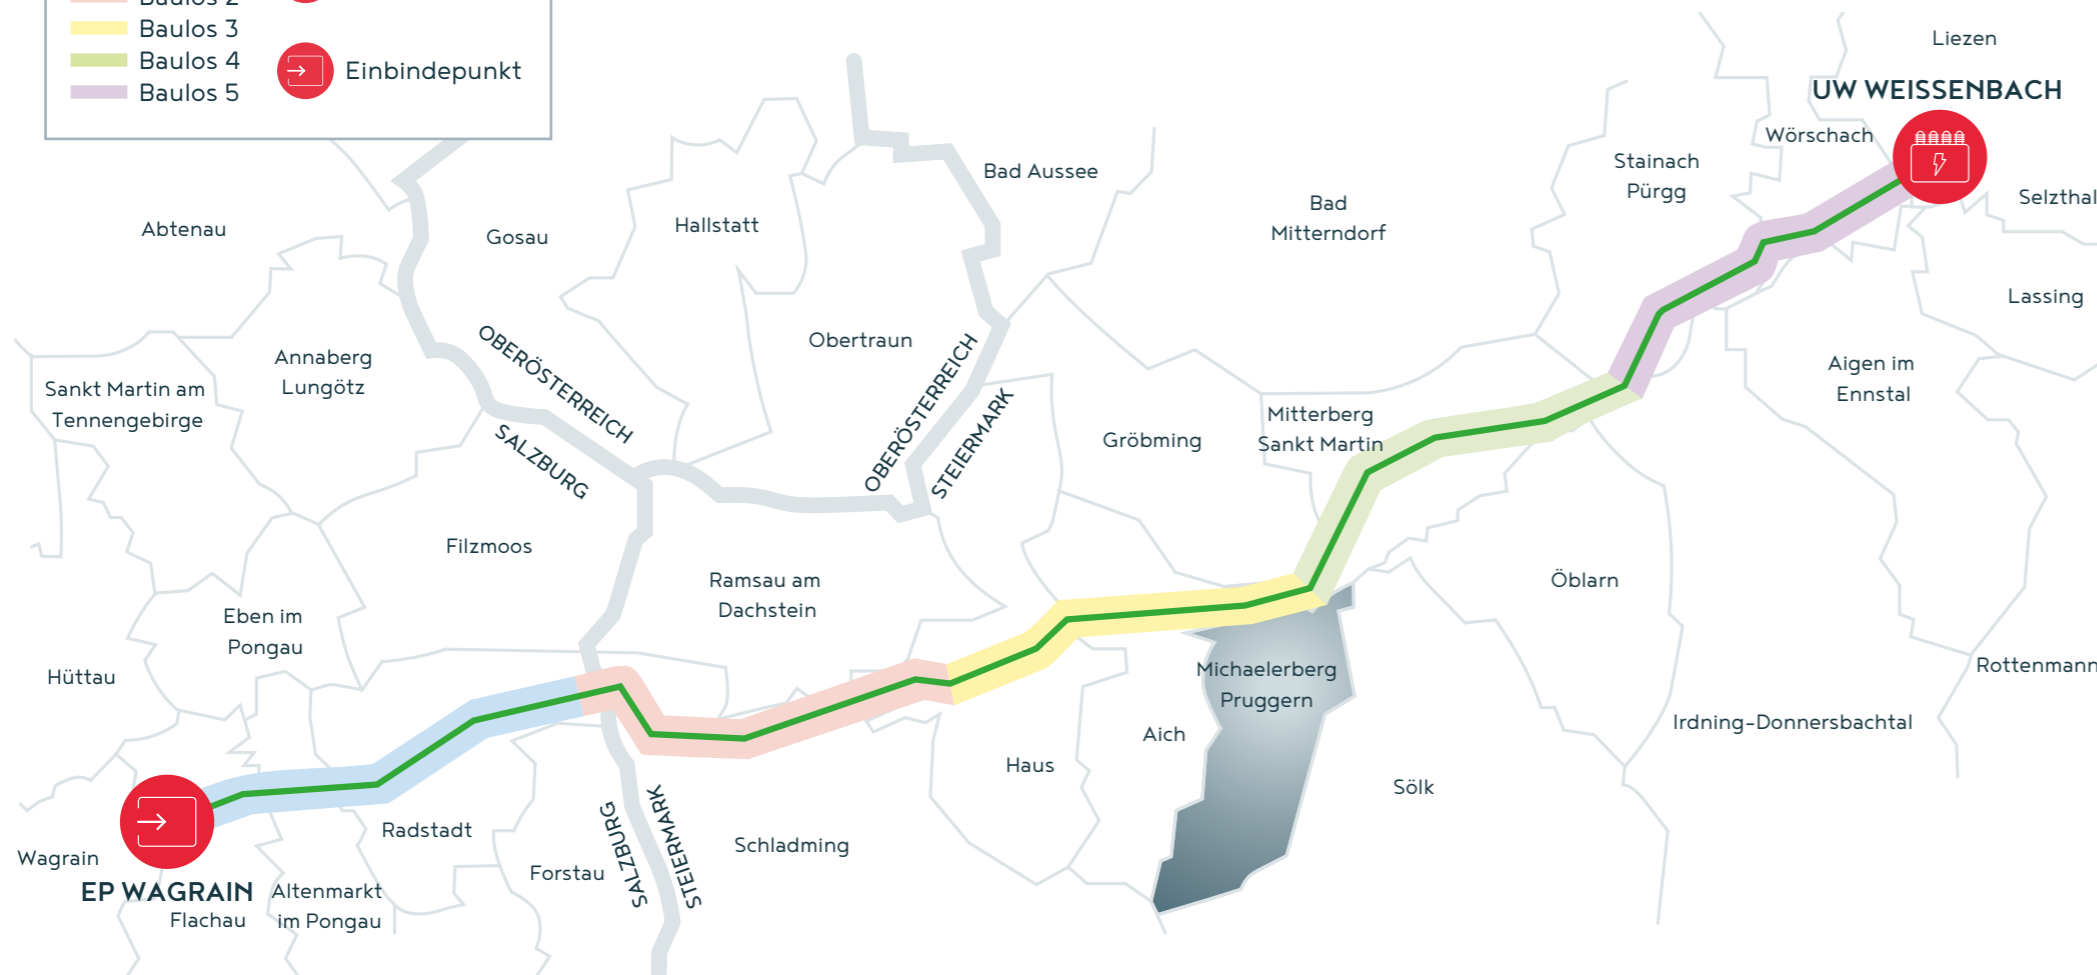 Baulos 2
Baulos 3
Baulos 4
Baulos 5
Einbindepunkt
Liezen
UW WEISSENBACH
Wörschach
Stainach
Pürgg
Selzthal
Bad Aussee
Bad
Mitterndorf
Abtenau
Gosau
Hallstatt
Lassing
OBERÖSTERREICH
SALZBURG
Obertraun
OBERÖSTERREICH
STEIERMARK
Annaberg
Lungötz
Sankt Martin am
Tennengebirge
Aigen im
Ennstal
Mitterberg
Sankt Martin
Gröbming
Filzmoos
Ramsau am
Dachstein
Öblarn
Eben im
Pongau
Hüttau
Michaelerberg
Pruggern
Rottenmann
Irdning-Donnersbachtal
Aich
Haus
Sölk
Radstadt
SALZBURG
STEIERMARK
Schladming
Wagrain
Forstau
EP WAGRAIN
Flachau
Altenmarkt
im Pongau